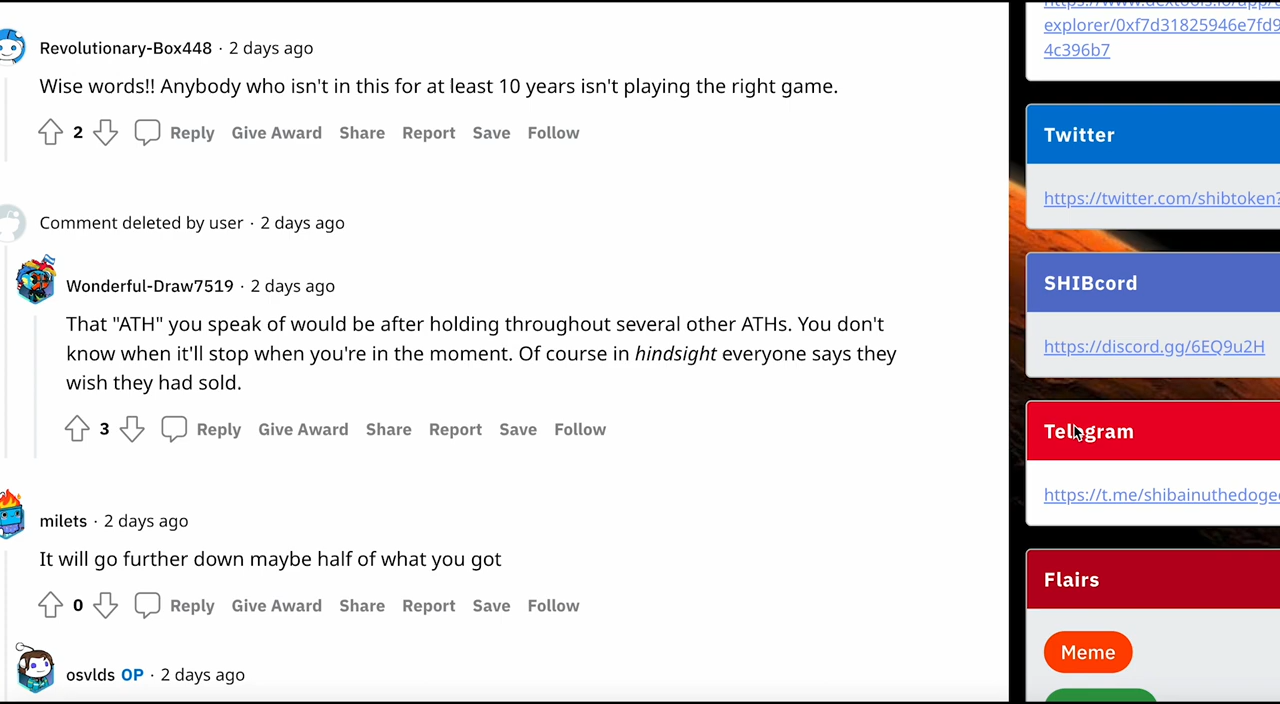 Revolutionary-Box448 · 2 days ago
Wise words!! Anybody who isn't in this for at least 10 years isn't playing the right game.
2 Reply Give Award Share Report Save Follow
Comment deleted by user · 2 days ago
Wonderful-Draw7519 · 2 days ago
That "ATH" you speak of would be after holding throughout several other ATHs. You don't
know when it'll stop when you're in the moment. Of course in hindsight everyone says they
wish they had sold.
3 Reply Give Award Share Report Save Follow
milets · 2 days ago
It will go further down maybe half of what you got
0 Reply Give Award Share Report Save Follow
osvlds OP · 2 days ago
https://www.dextools.io/app/
explorer/0xf7d31825946e7fd9
4c396b7
Twitter
https://twitter.com/shibtoken?
SHIBcord
https://discord.gg/6EQ9u2H
Telegram
https://t.me/shibainuthedoge
Flairs
Meme